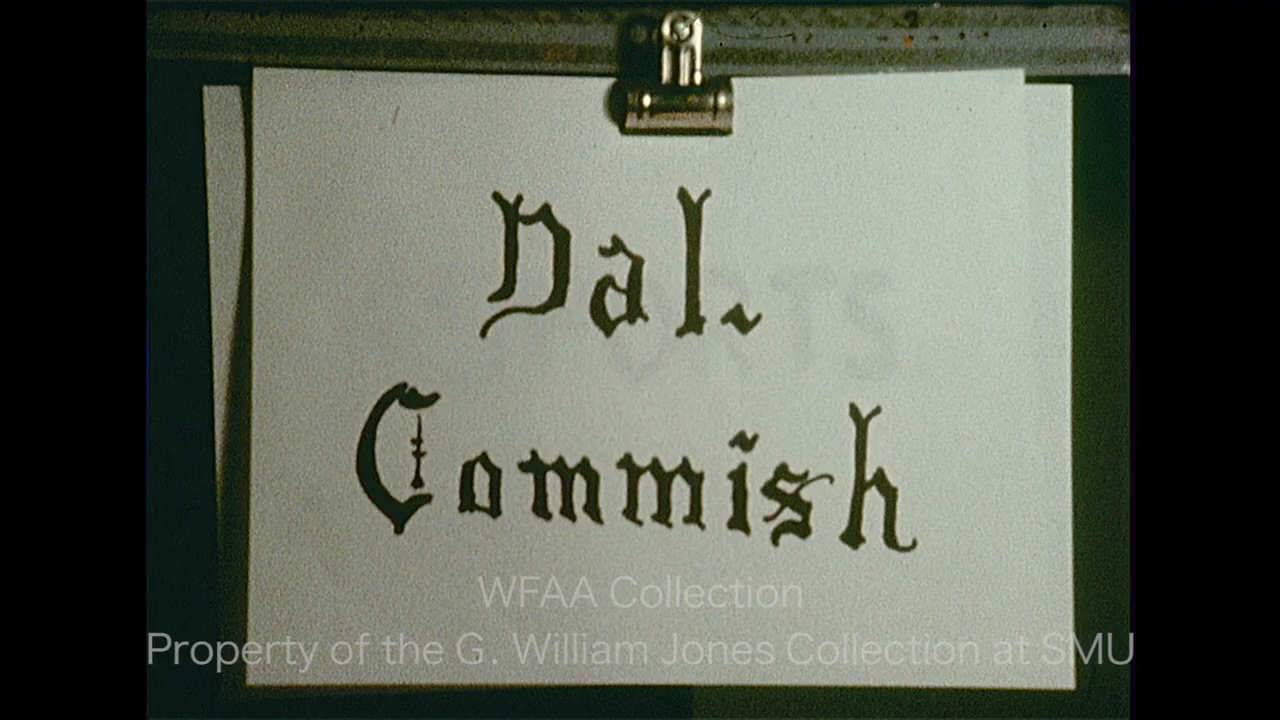 Dal.
Commish
WFAA Collection
Property of the G. William Jones Collection at SMU